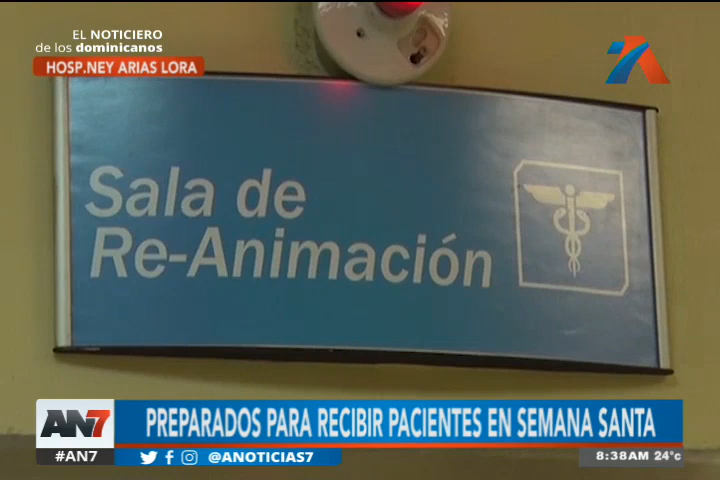 EL NOTICIERO
de los dominicanos
HOSP.NEY ARIAS LORA
Sala de
Re-Animación
AN7
PREPARADOS PARA RECIBIR PACIENTES EN SEMANA SANTA
#AN7
@ANOTICIAS7
8:38AM 24°c